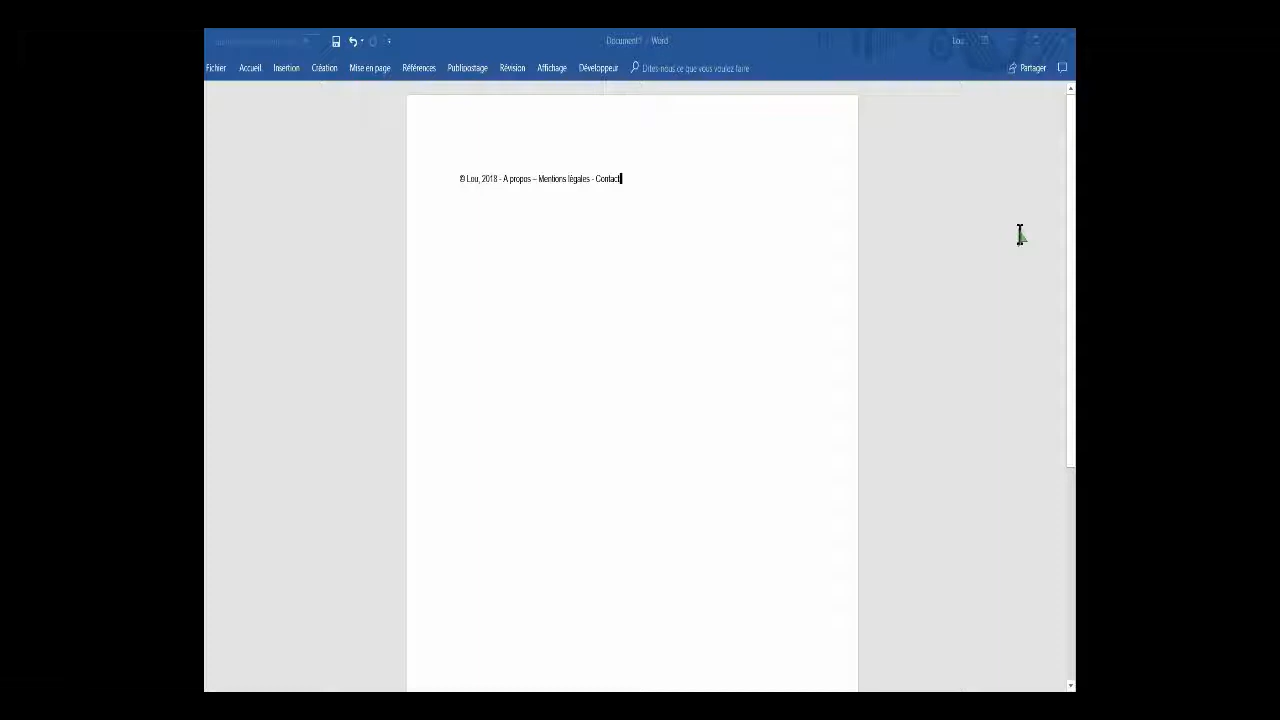 Document1 - Word
Lou
Fichier Accueil Insertion Création Mise en page Références Publipostage Révision Affichage Développeur Dites-nous ce que vous voulez faire Partager
© Lou, 2018 - A propos – Mentions légales - Contact